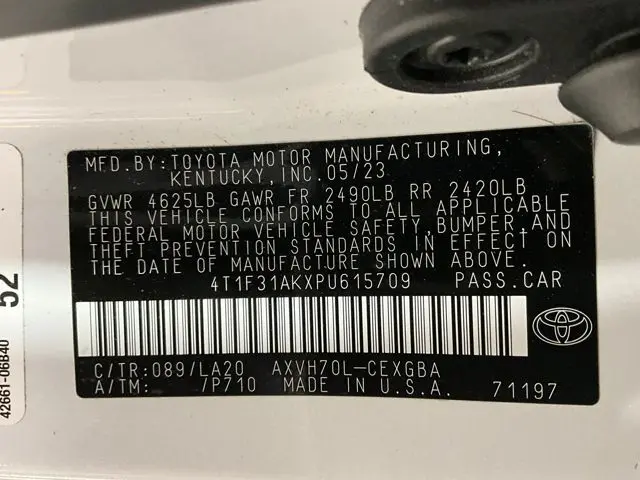 MFD.BY:TOYOTA MOTOR MANUFACTURING,
KENTUCKY,INC.05/23
GVWR 4625LB GAWR FR 2490LB RR 2420LB
THIS VEHICLE CONFORMS TO ALL APPLICABLE
FEDERAL MOTOR VEHICLE SAFETY,BUMPER,AND
THEFT PREVENTION STANDARDS IN EFFECT ON
THE DATE OF MANUFACTURE SHOWN ABOVE.
4T1F31AKXPU615709 PASS.CAR
C/TR:089/LA20 AXVH70L-CEXGBA
A/TM: /P710 MADE IN U.S.A. 71197
52
42661-06B40